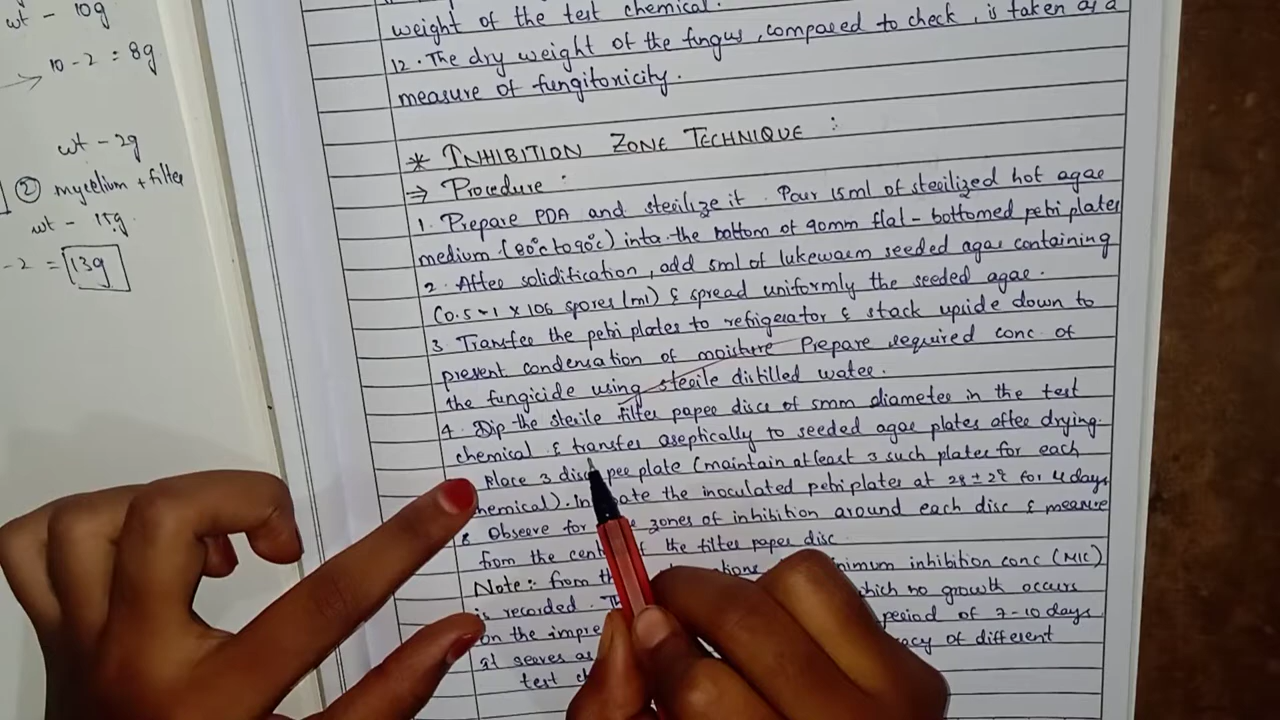 wt - 10g
10 - 2 = 8g
wt - 2g
② mycelium + filter
wt - 15g.
- 2 = 13g
weight of the test chemical.
12. The dry weight of the fungus, compared to check, is taken as a
measure of fungitonicity.
* INHIBITION ZONE TECHNIQUE :
⇒ Procedure :
1. Prepare PDA and sterilize it. Pour 15ml of sterilized hot agar
medium (80°c to 90°c) into the bottom of 90mm flat-bottomed petri plates
2. After solidification, add 5ml of lukewarm seeded agar containing
(0.5-1 x 106 spores/ml) & spread uniformly the seeded agar.
3 Transfer the petri plates to refrigerator & stack upside down to
present condensation of moisture Prepare required conc of
the fungicide using sterile distilled water.
4. Dip the sterile filter paper discs of 5mm diameter in the test
chemical & transfer aseptically to seeded agar plates after drying.
Place 3 disc per plate (maintain atleast 3 such plates for each
hemical). the inoculated petriplates at 28±2°c for 4 days
& Observe for zones of inhibition around each disc & measure
from the cent the filter paper disc
Note:- from inimum inhibition conc (MIC)
is recorded. which no growth occurs
on the impre period of 7-10 days
at serves as of different
test